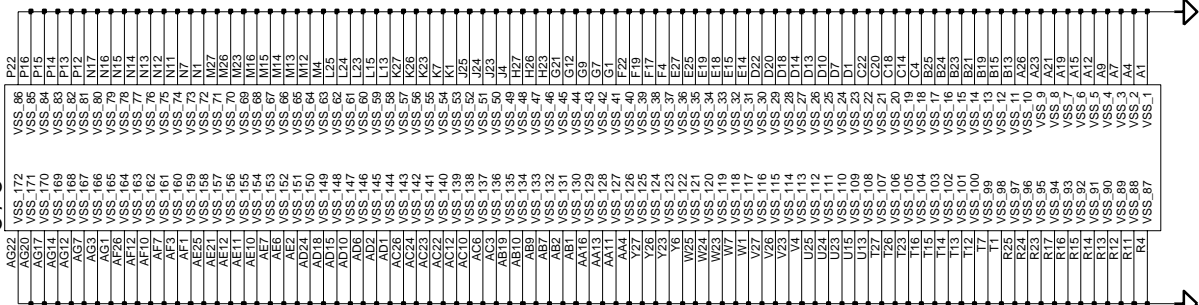 AG22 VSS_172 VSS_86 P22
AG20 VSS_171 VSS_85 P16
AG17 VSS_170 VSS_84 P15
AG14 VSS_169 VSS_83 P14
AG12 VSS_168 VSS_82 P13
AG7 VSS_167 VSS_81 P12
AG3 VSS_166 VSS_80 N17
AG1 VSS_165 VSS_79 N16
AF26 VSS_164 VSS_78 N15
AF12 VSS_163 VSS_77 N14
AF10 VSS_162 VSS_76 N13
AF7 VSS_161 VSS_75 N12
AF3 VSS_160 VSS_74 N11
AF1 VSS_159 VSS_73 N7
AE25 VSS_158 VSS_72 N1
AE21 VSS_157 VSS_71 M27
AE12 VSS_156 VSS_70 M26
AE11 VSS_155 VSS_69 M23
AE10 VSS_154 VSS_68 M16
AE7 VSS_153 VSS_67 M15
AE6 VSS_152 VSS_66 M14
AE2 VSS_151 VSS_65 M13
AD24 VSS_150 VSS_64 M12
AD18 VSS_149 VSS_63 M4
AD15 VSS_148 VSS_62 L25
AD10 VSS_147 VSS_61 L24
AD6 VSS_146 VSS_60 L23
AD2 VSS_145 VSS_59 L15
AD1 VSS_144 VSS_58 L13
AC26 VSS_143 VSS_57 K27
AC24 VSS_142 VSS_56 K26
AC23 VSS_141 VSS_55 K23
AC22 VSS_140 VSS_54 K7
AC12 VSS_139 VSS_53 K1
AC10 VSS_138 VSS_52 J25
AC6 VSS_137 VSS_51 J24
AC3 VSS_136 VSS_50 J23
AB19 VSS_135 VSS_49 J4
AB10 VSS_134 VSS_48 H27
AB9 VSS_133 VSS_47 H26
AB7 VSS_132 VSS_46 H23
AB2 VSS_131 VSS_45 G21
AB1 VSS_130 VSS_44 G12
AA16 VSS_129 VSS_43 G9
AA13 VSS_128 VSS_42 G7
AA11 VSS_127 VSS_41 G1
AA4 VSS_126 VSS_40 F22
Y27 VSS_125 VSS_39 F19
Y26 VSS_124 VSS_38 F17
Y23 VSS_123 VSS_37 F4
Y6 VSS_122 VSS_36 E27
W25 VSS_121 VSS_35 E25
W24 VSS_120 VSS_34 E19
W23 VSS_119 VSS_33 E18
W7 VSS_118 VSS_32 E15
W1 VSS_117 VSS_31 E14
V27 VSS_116 VSS_30 D22
V26 VSS_115 VSS_29 D20
V23 VSS_114 VSS_28 D18
V4 VSS_113 VSS_27 D14
U25 VSS_112 VSS_26 D13
U24 VSS_111 VSS_25 D10
U23 VSS_110 VSS_24 D7
U15 VSS_109 VSS_23 D1
U13 VSS_108 VSS_22 C22
T27 VSS_107 VSS_21 C20
T26 VSS_106 VSS_20 C18
T23 VSS_105 VSS_19 C14
T16 VSS_104 VSS_18 C4
T15 VSS_103 VSS_17 B25
T14 VSS_102 VSS_16 B24
T13 VSS_101 VSS_15 B23
T12 VSS_100 VSS_14 B21
T7 VSS_99 VSS_13 B19
T1 VSS_98 VSS_12 B15
R25 VSS_97 VSS_11 B13
R24 VSS_96 VSS_10 A26
R23 VSS_95 VSS_9 A23
R17 VSS_94 VSS_8 A21
R16 VSS_93 VSS_7 A19
R15 VSS_92 VSS_6 A15
R14 VSS_91 VSS_5 A12
R13 VSS_90 VSS_4 A9
R12 VSS_89 VSS_3 A7
R11 VSS_88 VSS_2 A4
R4 VSS_87 VSS_1 A1